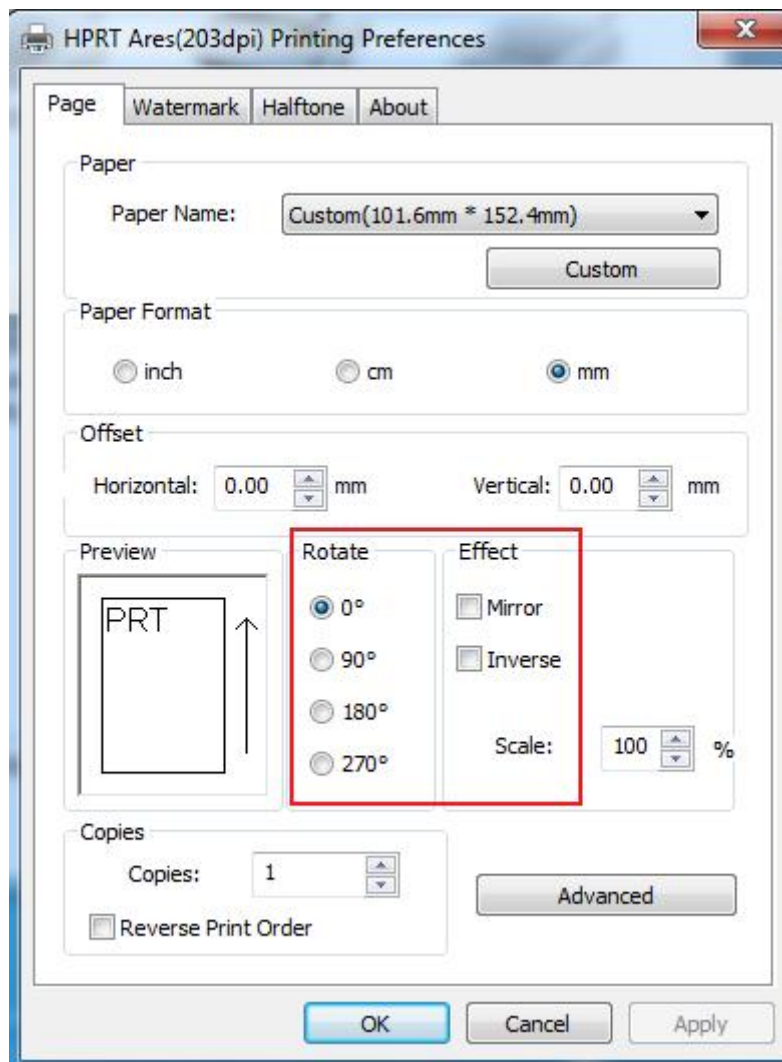 HPRT Ares(203dpi) Printing Preferences
Page Watermark Halftone About
Paper
Paper Name: Custom(101.6mm * 152.4mm)
Custom
Paper Format
inch cm mm
Offset
Horizontal: 0.00 mm Vertical: 0.00 mm
Preview Rotate Effect
PRT 0° Mirror
90° Inverse
180°
Scale: 100 %
270°
Copies
Copies: 1
Advanced
Reverse Print Order
OK Cancel Apply